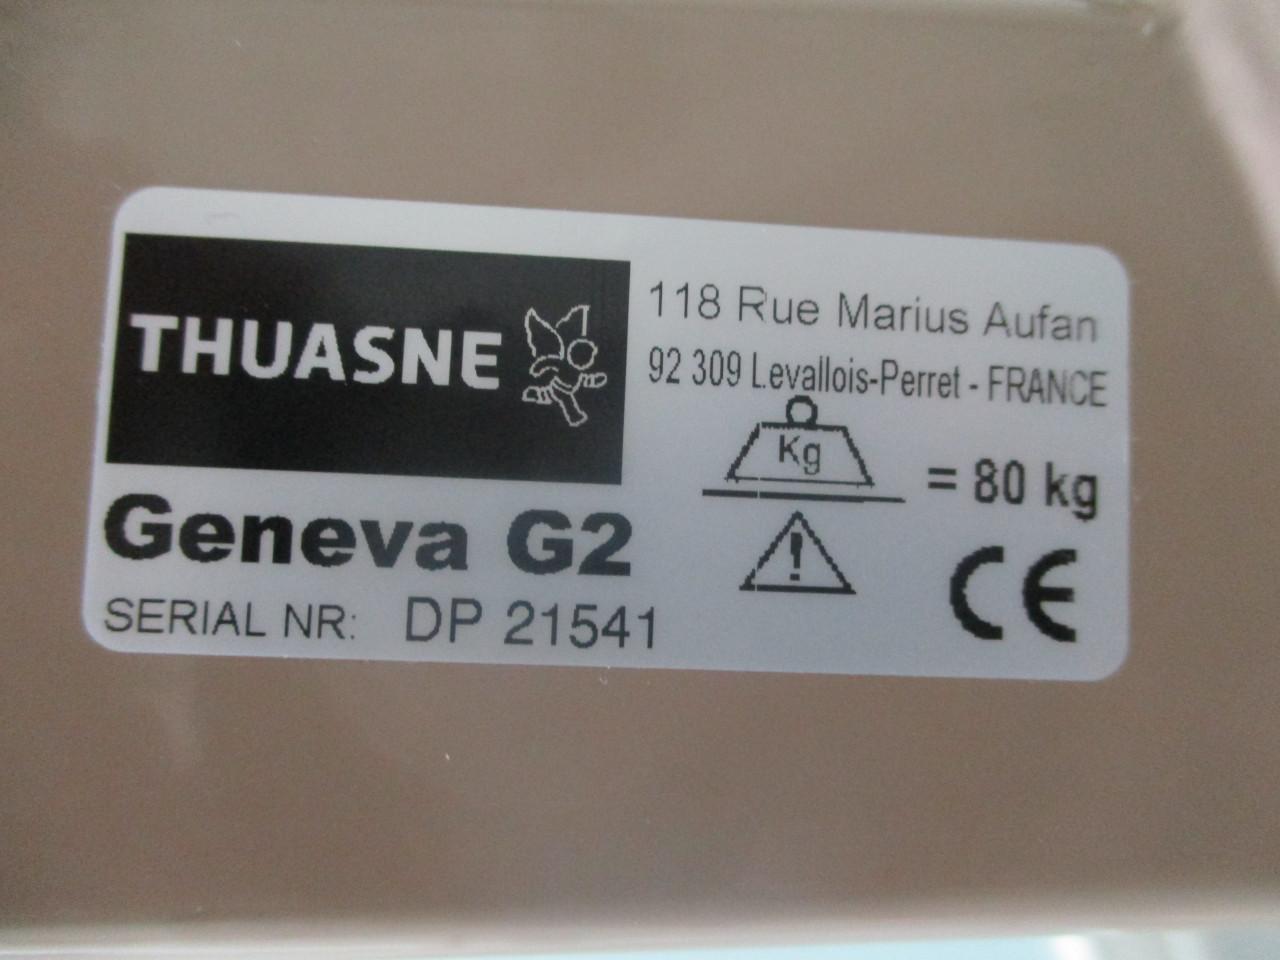 THUASNE
118 Rue Marius Aufan
92 309 Levallois-Perret - FRANCE
Kg = 80 kg
Geneva G2
CE
SERIAL NR: DP 21541